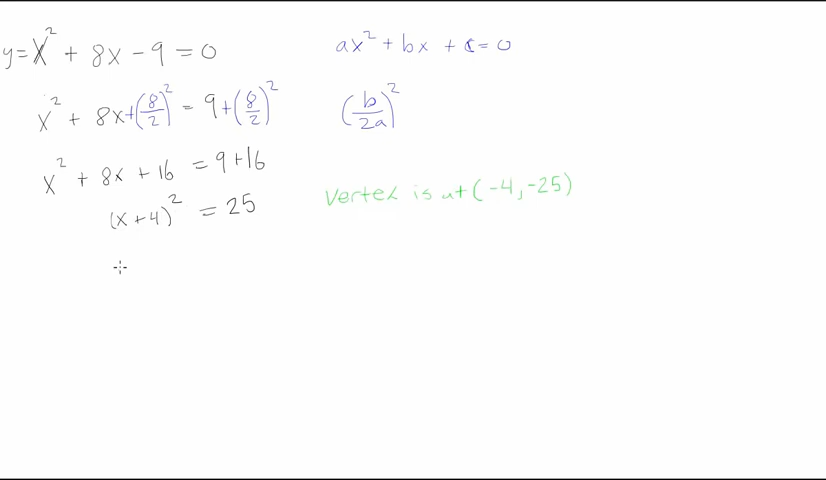 y=x² + 8x - 9 = 0
ax² + bx + c = 0
x² + 8x + (8/2)² = 9 + (8/2)²
(b/2a)²
x² + 8x + 16 = 9 + 16
(x + 4)² = 25
Vertex is at (-4, -25)